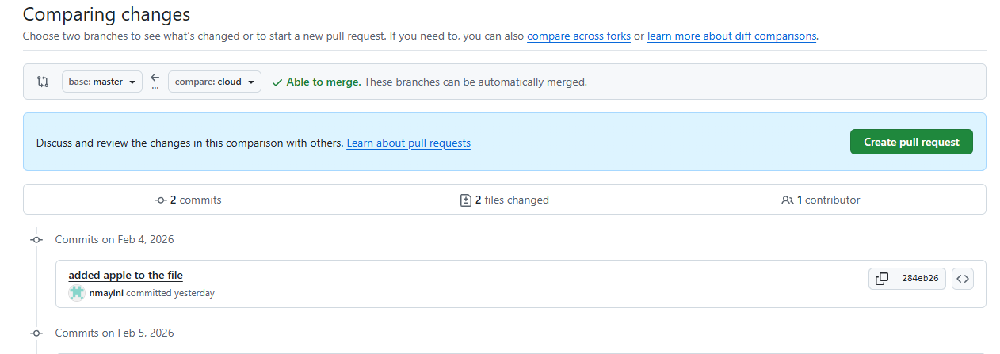 Comparing changes
Choose two branches to see what's changed or to start a new pull request. If you need to, you can also compare across forks or learn more about diff comparisons.
base: master ... compare: cloud Able to merge. These branches can be automatically merged.
Discuss and review the changes in this comparison with others. Learn about pull requests Create pull request
2 commits 2 files changed 1 contributor
Commits on Feb 4, 2026
added apple to the file 284eb26
nmayini committed yesterday
Commits on Feb 5, 2026